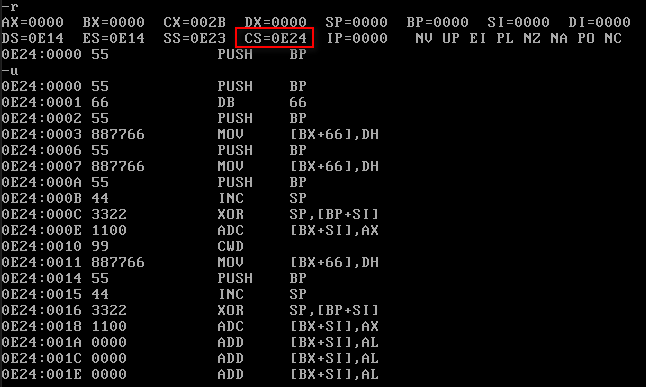 -r
AX=0000  BX=0000  CX=002B  DX=0000  SP=0000  BP=0000  SI=0000  DI=0000
DS=0E14  ES=0E14  SS=0E23  CS=0E24  IP=0000   NV UP EI PL NZ NA PO NC
0E24:0000 55            PUSH    BP
-u
0E24:0000 55            PUSH    BP
0E24:0001 66            DB      66
0E24:0002 55            PUSH    BP
0E24:0003 887766        MOV     [BX+66],DH
0E24:0006 55            PUSH    BP
0E24:0007 887766        MOV     [BX+66],DH
0E24:000A 55            PUSH    BP
0E24:000B 44            INC     SP
0E24:000C 3322          XOR     SP,[BP+SI]
0E24:000E 1100          ADC     [BX+SI],AX
0E24:0010 99            CWD
0E24:0011 887766        MOV     [BX+66],DH
0E24:0014 55            PUSH    BP
0E24:0015 44            INC     SP
0E24:0016 3322          XOR     SP,[BP+SI]
0E24:0018 1100          ADC     [BX+SI],AX
0E24:001A 0000          ADD     [BX+SI],AL
0E24:001C 0000          ADD     [BX+SI],AL
0E24:001E 0000          ADD     [BX+SI],AL